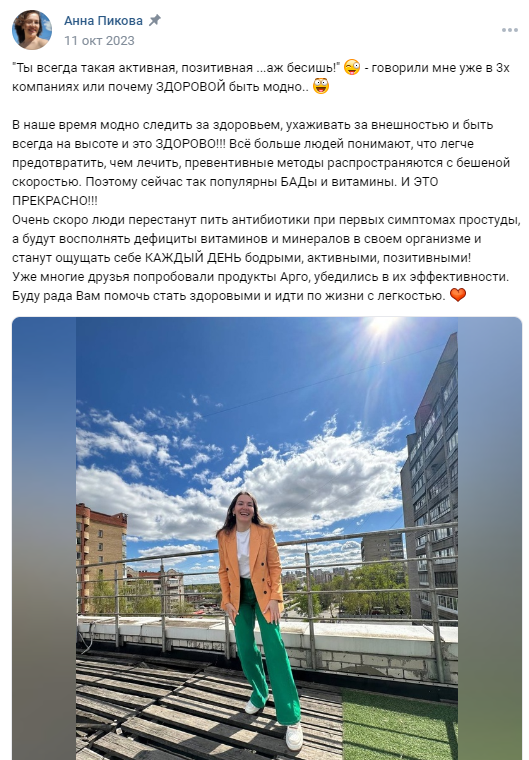 Анна Пикова
11 окт 2023
"Ты всегда такая активная, позитивная ...аж бесишь!" 😜 - говорили мне уже в 3х
компаниях или почему ЗДОРОВОЙ быть модно.. 😄
В наше время модно следить за здоровьем, ухаживать за внешностью и быть
всегда на высоте и это ЗДОРОВО!!! Всё больше людей понимают, что легче
предотвратить, чем лечить, превентивные методы распространяются с бешеной
скоростью. Поэтому сейчас так популярны БАДы и витамины. И ЭТО
ПРЕКРАСНО!!!
Очень скоро люди перестанут пить антибиотики при первых симптомах простуды,
а будут восполнять дефициты витаминов и минералов в своем организме и
станут ощущать себе КАЖДЫЙ ДЕНЬ бодрыми, активными, позитивными!
Уже многие друзья попробовали продукты Арго, убедились в их эффективности.
Буду рада Вам помочь стать здоровыми и идти по жизни с легкостью. ❤